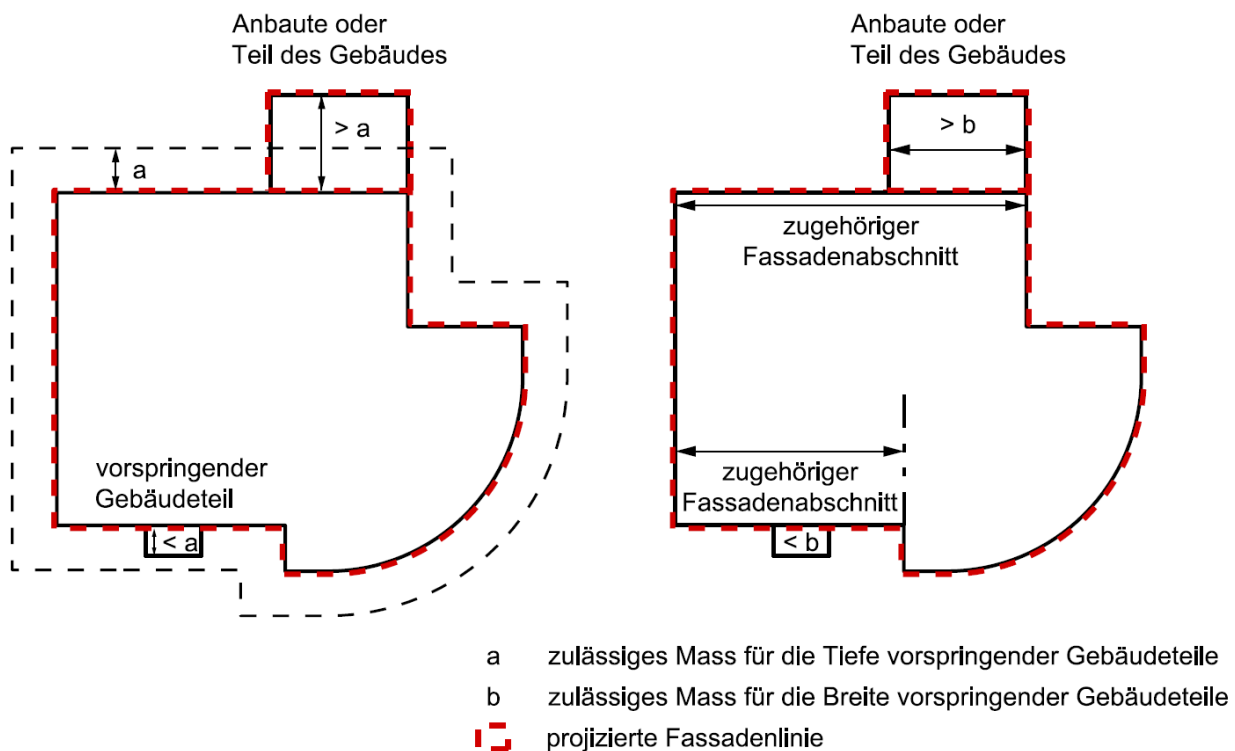 Anbaute oder
Teil des Gebäudes
> a
a
vorspringender
Gebäudeteil
< a
Anbaute oder
Teil des Gebäudes
> b
zugehöriger
Fassadenabschnitt
zugehöriger
Fassadenabschnitt
< b
a zulässiges Mass für die Tiefe vorspringender Gebäudeteile
b zulässiges Mass für die Breite vorspringender Gebäudeteile
projizierte Fassadenlinie